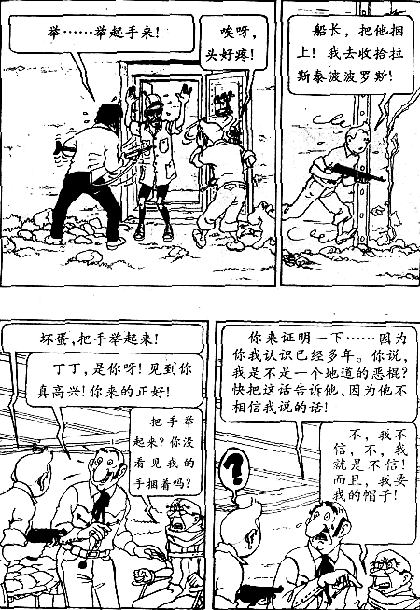 举……举起手来！
唉呀，
头好疼！
船长，把他捆
上！我去收拾拉
斯泰波波罗斯！
坏蛋，把手举起来！
丁丁，是你呀！见到你
真高兴！你来的正好！
把手举
起来？你没
看见我的
手捆着吗？
你来证明一下……因为
你我认识已经多年。你说，
我是不是一个地道的恶棍？
快把这话告诉他、因为他不
相信我说的话！
？
不，我不
信，不，我
就是不信！
而且，我要
我的帽子！